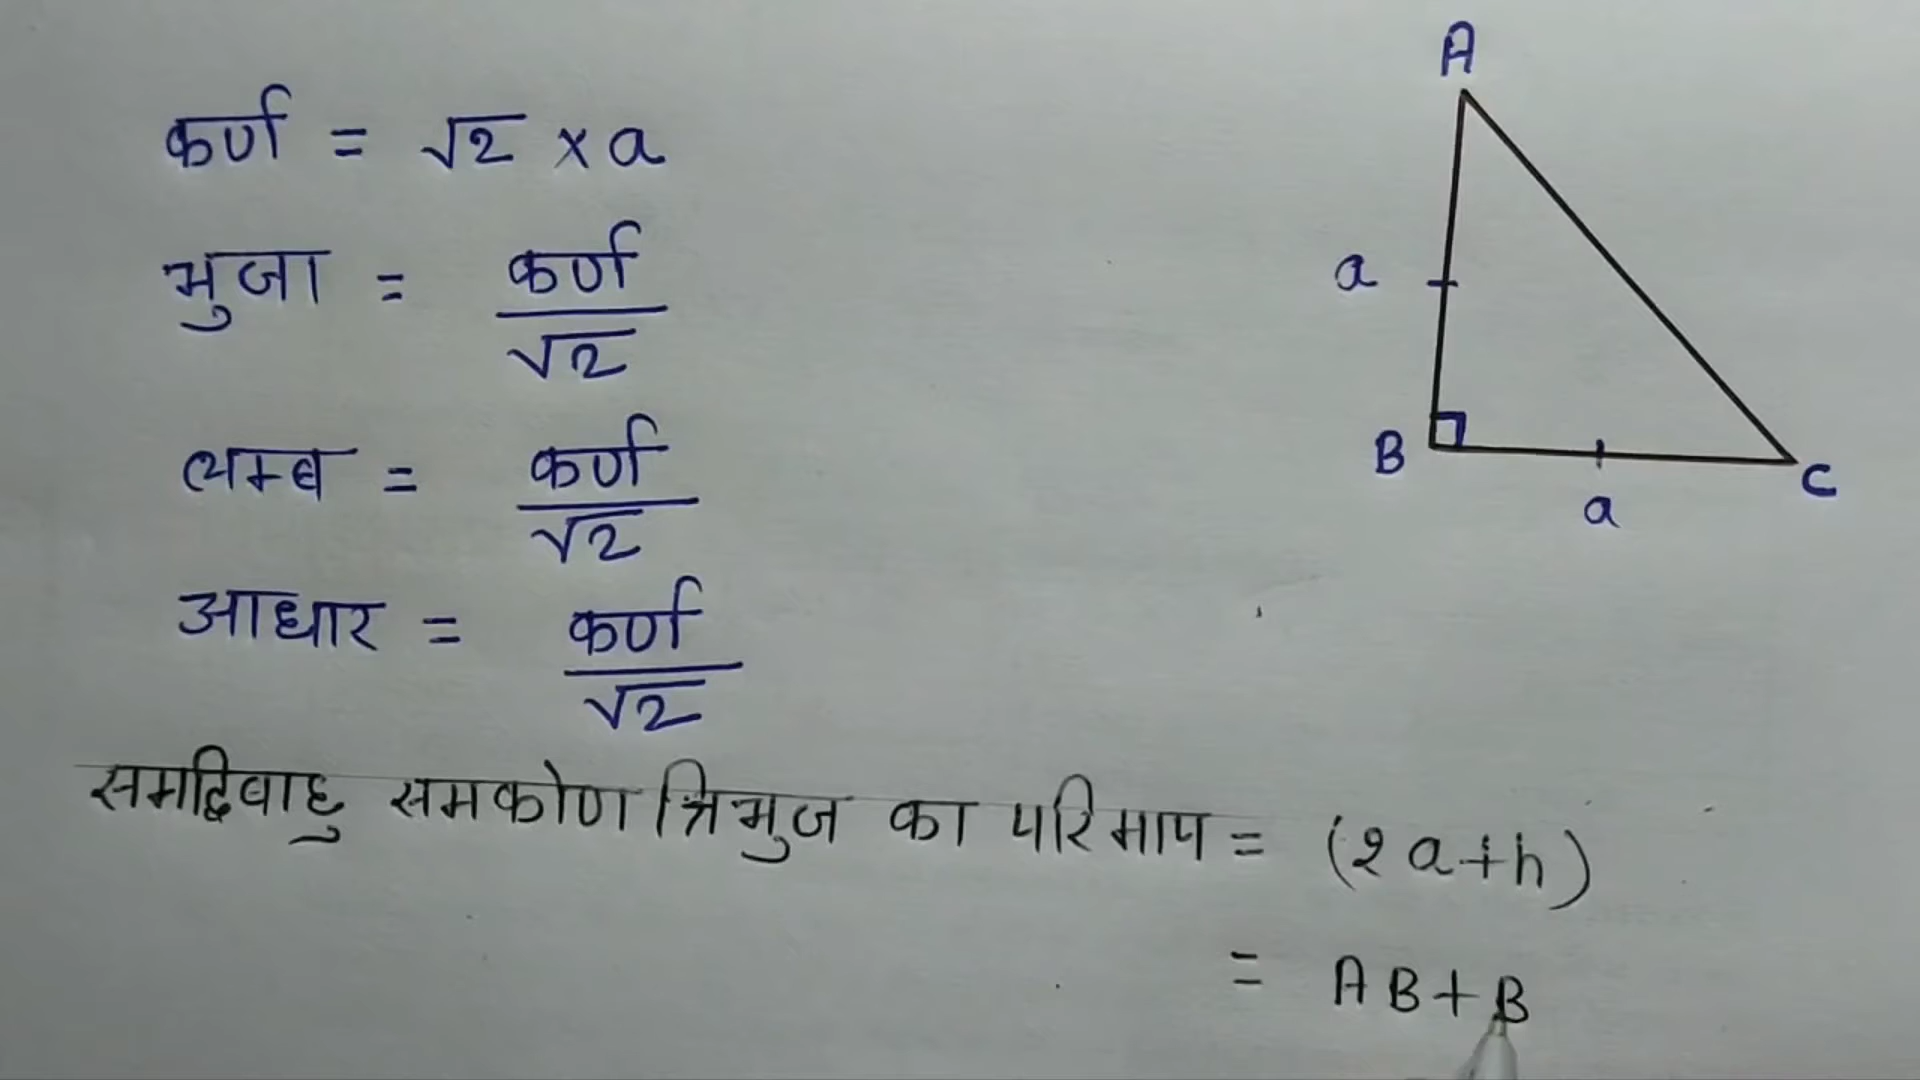 कर्ण = √2 × a
भुजा = कर्ण / √2
लम्ब = कर्ण / √2
आधार = कर्ण / √2
समद्विबाहु समकोण त्रिभुज का परिमाप = (2a+h)
= AB+B
A
a
B
a
C